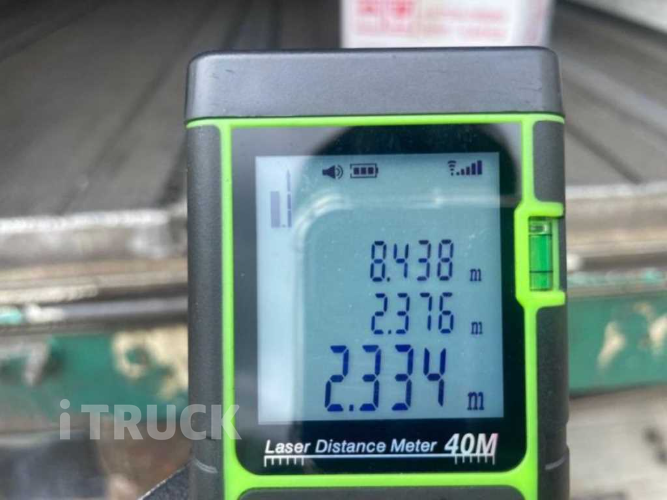 8.438 m
2.376 m
2.334 m
iTRUCK
Laser Distance Meter 40M